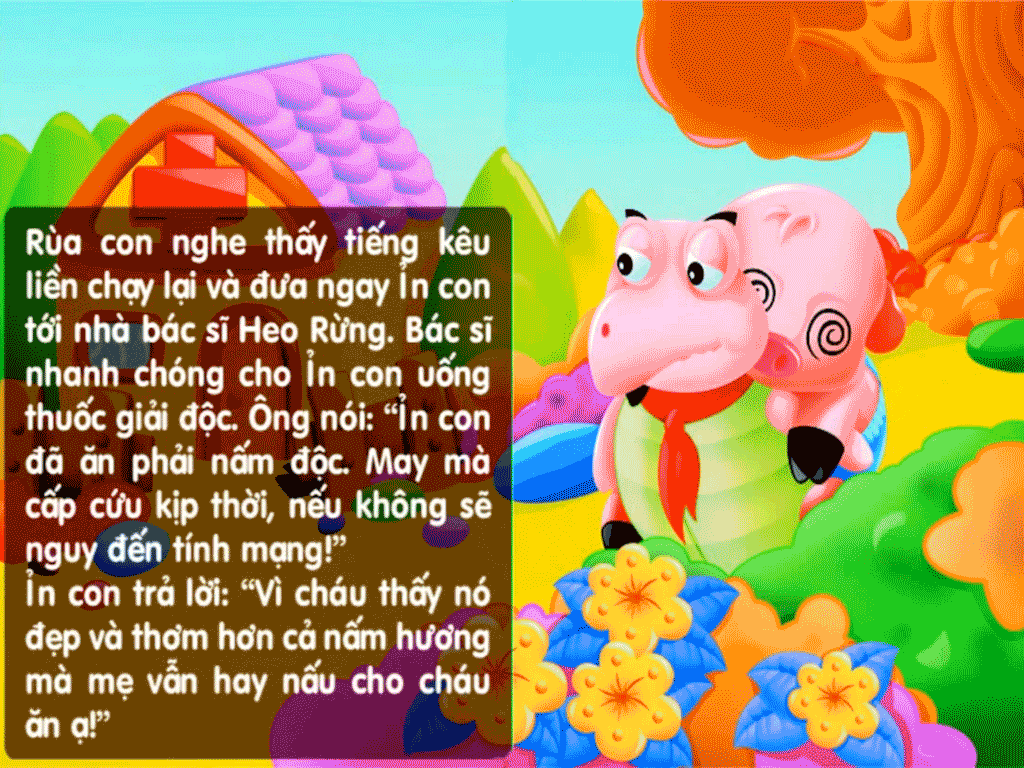 Rùa con nghe thấy tiếng kêu
liền chạy lại và đưa ngay Ỉn con
tới nhà bác sĩ Heo Rừng. Bác sĩ
nhanh chóng cho Ỉn con uống
thuốc giải độc. Ông nói: “Ỉn con
đã ăn phải nấm độc. May mà
cấp cứu kịp thời, nếu không sẽ
nguy đến tính mạng!”
Ỉn con trả lời: “Vì cháu thấy nó
đẹp và thơm hơn cả nấm hương
mà mẹ vẫn hay nấu cho cháu
ăn ạ!”